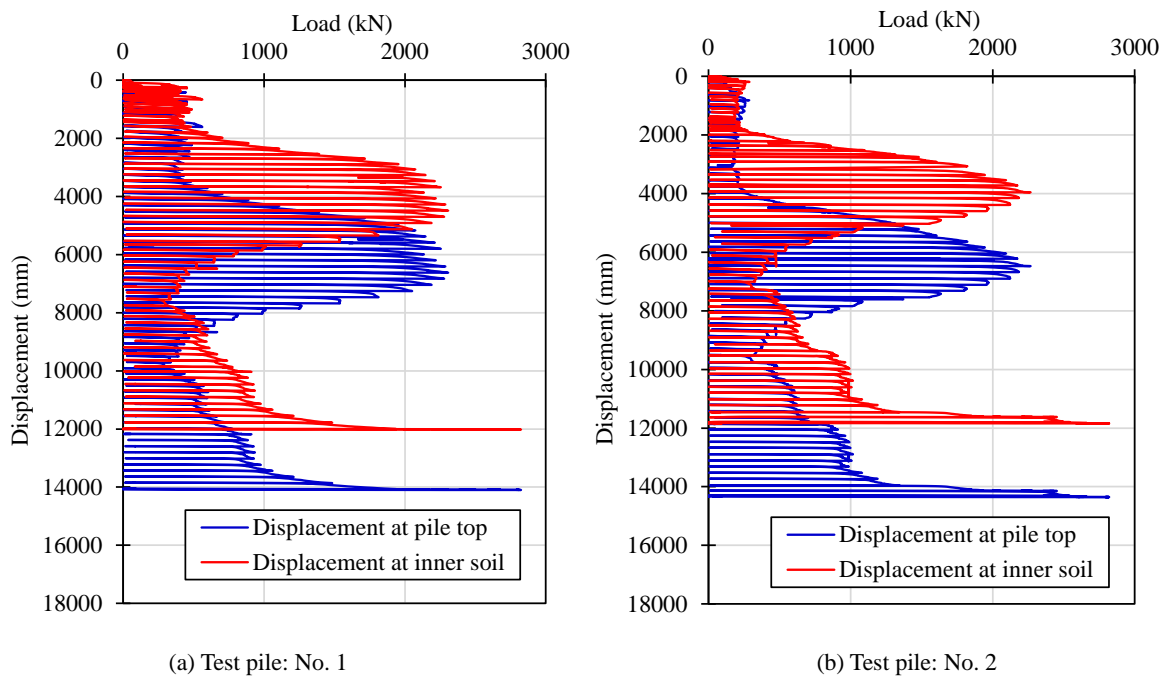 Load (kN)
0 1000 2000 3000
0
2000
4000
6000
8000
10000
12000
14000
16000
18000
Displacement (mm)
Displacement at pile top
Displacement at inner soil
(a) Test pile: No. 1
Load (kN)
0 1000 2000 3000
0
2000
4000
6000
8000
10000
12000
14000
16000
18000
Displacement (mm)
Displacement at pile top
Displacement at inner soil
(b) Test pile: No. 2